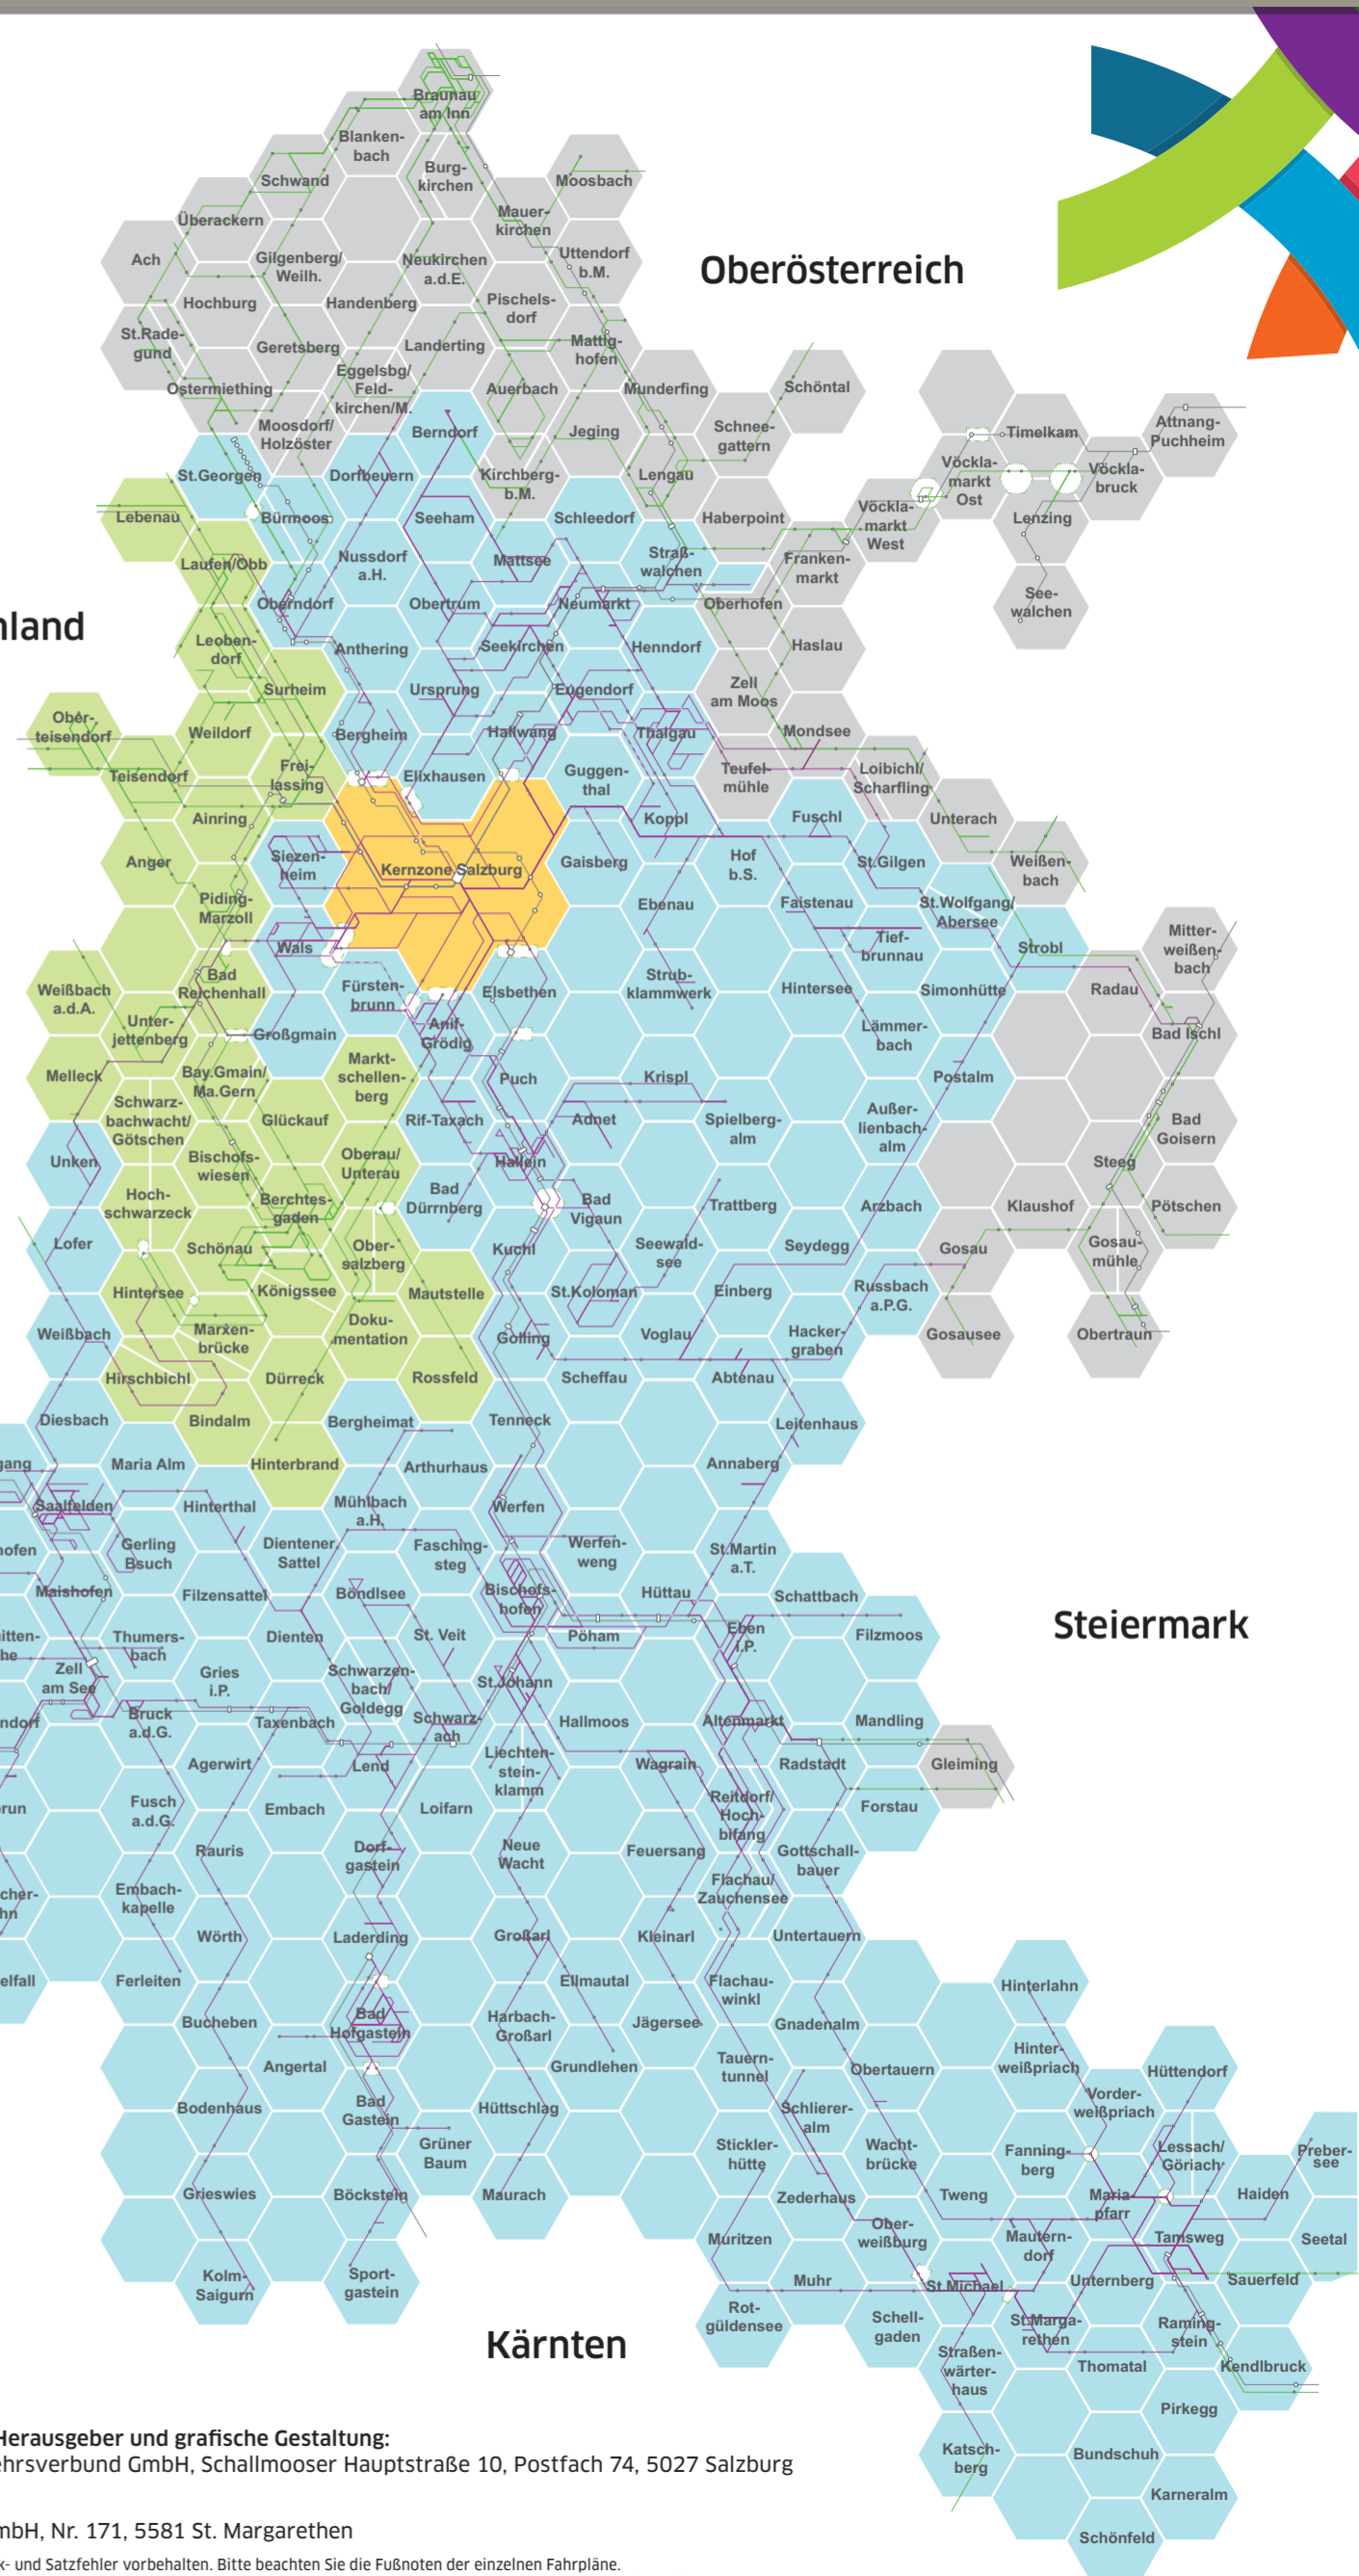 Braunau
am Inn
Blanken-
bach
Burg-
kirchen
Schwand
Moosbach
Überackern
Mauer-
kirchen
Ach
Gilgenberg/
Weilh.
Neukirchen
a.d.E.
Uttendorf
b.M.
Oberösterreich
Hochburg
Handenberg
Pischels-
dorf
St.Rade-
gund
Geretsberg
Landerting
Mattig-
hofen
Ostermiething
Eggelsbg/
Feld-
kirchen/M.
Auerbach
Munderfing
Schöntal
Moosdorf/
Holzöster
Berndorf
Jeging
Schnee-
gattern
Timelkam
Attnang-
Puchheim
St.Georgen
Dorfbeuern
Kirchberg-
b.M.
Lengau
Vöckla-
markt
Ost
Vöckla-
bruck
Lebenau
Bürmoos
Seeham
Schleedorf
Haberpoint
Vöckla-
markt
West
Lenzing
Laufen/Obb
Nussdorf
a.H.
Mattsee
Straß-
walchen
Franken-
markt
Oberndorf
Obertrum
Neumarkt
Oberhofen
See-
walchen
nland
Leoben-
dorf
Anthering
Seekirchen
Henndorf
Haslau
Surheim
Ursprung
Eugendorf
Zell
am Moos
Ober-
teisendorf
Weildorf
Bergheim
Hallwang
Thalgau
Mondsee
Teisendorf
Frei-
lassing
Elixhausen
Guggen-
thal
Teufel-
mühle
Loibichl/
Scharfling
Ainring
Koppl
Fuschl
Unterach
Anger
Siezen-
heim
Kernzone Salzburg
Gaisberg
Hof
b.S.
St.Gilgen
Weißen-
bach
Piding-
Marzoll
Ebenau
Faistenau
St.Wolfgang/
Abersee
Wals
Tief-
brunnau
Strobl
Mitter-
weißen-
bach
Weißbach
a.d.A.
Bad
Reichenhall
Fürsten-
brunn
Elsbethen
Strub-
klammwerk
Hintersee
Simonhütte
Radau
Unter-
jettenberg
Großgmain
Anif-
Grödig
Lämmer-
bach
Bad Ischl
Melleck
Bay.Gmain/
Ma.Gern
Markt-
schellen-
berg
Puch
Krispl
Postalm
Schwarz-
bachwacht/
Götschen
Glückauf
Rif-Taxach
Adnet
Spielberg-
alm
Außer-
lienbach-
alm
Bad
Goisern
Unken
Bischofs-
wiesen
Oberau/
Unterau
Hallein
Steeg
Hoch-
schwarzeck
Berchtes-
gaden
Bad
Dürrnberg
Bad
Vigaun
Trattberg
Arzbach
Klaushof
Pötschen
Lofer
Schönau
Ober-
salzberg
Kuchl
Seewald-
see
Seydegg
Gosau
Gosau-
mühle
Hintersee
Königssee
Mautstelle
St.Koloman
Einberg
Russbach
a.P.G.
Weißbach
Marxen-
brücke
Doku-
mentation
Golling
Voglau
Hacker-
graben
Gosausee
Obertraun
Hirschbichl
Dürreck
Rossfeld
Scheffau
Abtenau
Diesbach
Bindalm
Bergheimat
Tenneck
Leitenhaus
gang
Maria Alm
Hinterbrand
Arthurhaus
Annaberg
Saalfelden
Hinterthal
Mühlbach
a.H.
Werfen
hofen
Gerling
Bsuch
Dientener
Sattel
Fasching-
steg
Werfen-
weng
St.Martin
a.T.
Maishofen
Filzensattel
Böndlsee
Bischofs-
hofen
Hüttau
Schattbach
Steiermark
itten-
he
Thumers-
bach
Dienten
St. Veit
Pöham
Eben
i.P.
Filzmoos
Zell
am See
Gries
i.P.
Schwarzen-
bach/
Goldegg
St.Johann
ndorf
Bruck
a.d.G.
Taxenbach
Schwarz-
ach
Hallmoos
Altenmarkt
Mandling
Agerwirt
Lend
Liechten-
stein-
klamm
Wagrain
Radstadt
Gleiming
run
Fusch
a.d.G.
Embach
Loifarn
Reitdorf/
Hoch-
bifang
Forstau
Rauris
Dorf-
gastein
Neue
Wacht
Feuersang
Gottschall-
bauer
cher-
hn
Embach-
kapelle
Flachau/
Zauchensee
Wörth
Laderding
Großarl
Kleinarl
Untertauern
elfall
Ferleiten
Ellmautal
Flachau-
winkl
Hinterlahn
Bucheben
Bad
Hofgastein
Harbach-
Großarl
Jägersee
Gnadenalm
Angertal
Grundlehen
Tauern-
tunnel
Obertauern
Hinter-
weißpriach
Hüttendorf
Bodenhaus
Bad
Gastein
Hüttschlag
Schlierer-
alm
Vorder-
weißpriach
Grüner
Baum
Stickler-
hütte
Wacht-
brücke
Fanning-
berg
Lessach/
Göriach
Preber-
see
Grieswies
Böckstein
Maurach
Zederhaus
Tweng
Maria-
pfarr
Haiden
Muritzen
Ober-
weißburg
Mautern-
dorf
Tamsweg
Seetal
Kolm-
Saigurn
Sport-
gastein
Muhr
St.Michael
Unternberg
Sauerfeld
Rot-
güldensee
Schell-
gaden
St.Marga-
rethen
Raming-
stein
Kärnten
Straßen-
wärter-
haus
Thomatal
Kendlbruck
Pirkegg
Herausgeber und grafische Gestaltung:
ehrsverbund GmbH, Schallmooser Hauptstraße 10, Postfach 74, 5027 Salzburg
Katsch-
berg
Bundschuh
Karneralm
mbH, Nr. 171, 5581 St. Margarethen
Schönfeld
k- und Satzfehler vorbehalten. Bitte beachten Sie die Fußnoten der einzelnen Fahrpläne.